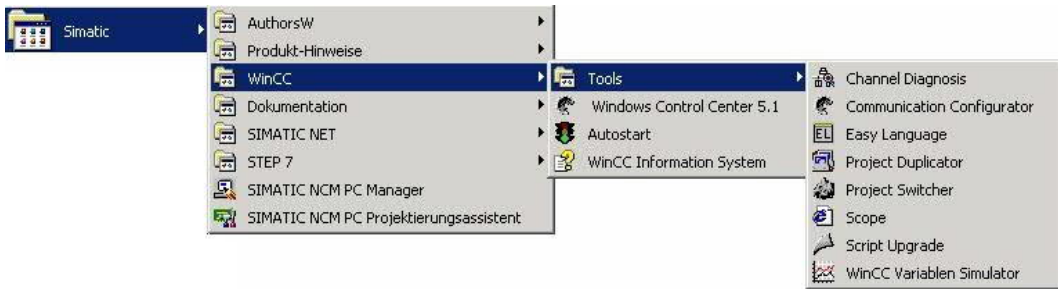 Simatic
AuthorsW
Produkt-Hinweise
WinCC
Dokumentation
SIMATIC NET
STEP 7
SIMATIC NCM PC Manager
SIMATIC NCM PC Projektierungsassistent
Tools
Windows Control Center 5.1
Autostart
WinCC Information System
Channel Diagnosis
Communication Configurator
EL Easy Language
Project Duplicator
Project Switcher
Scope
Script Upgrade
WinCC Variablen Simulator